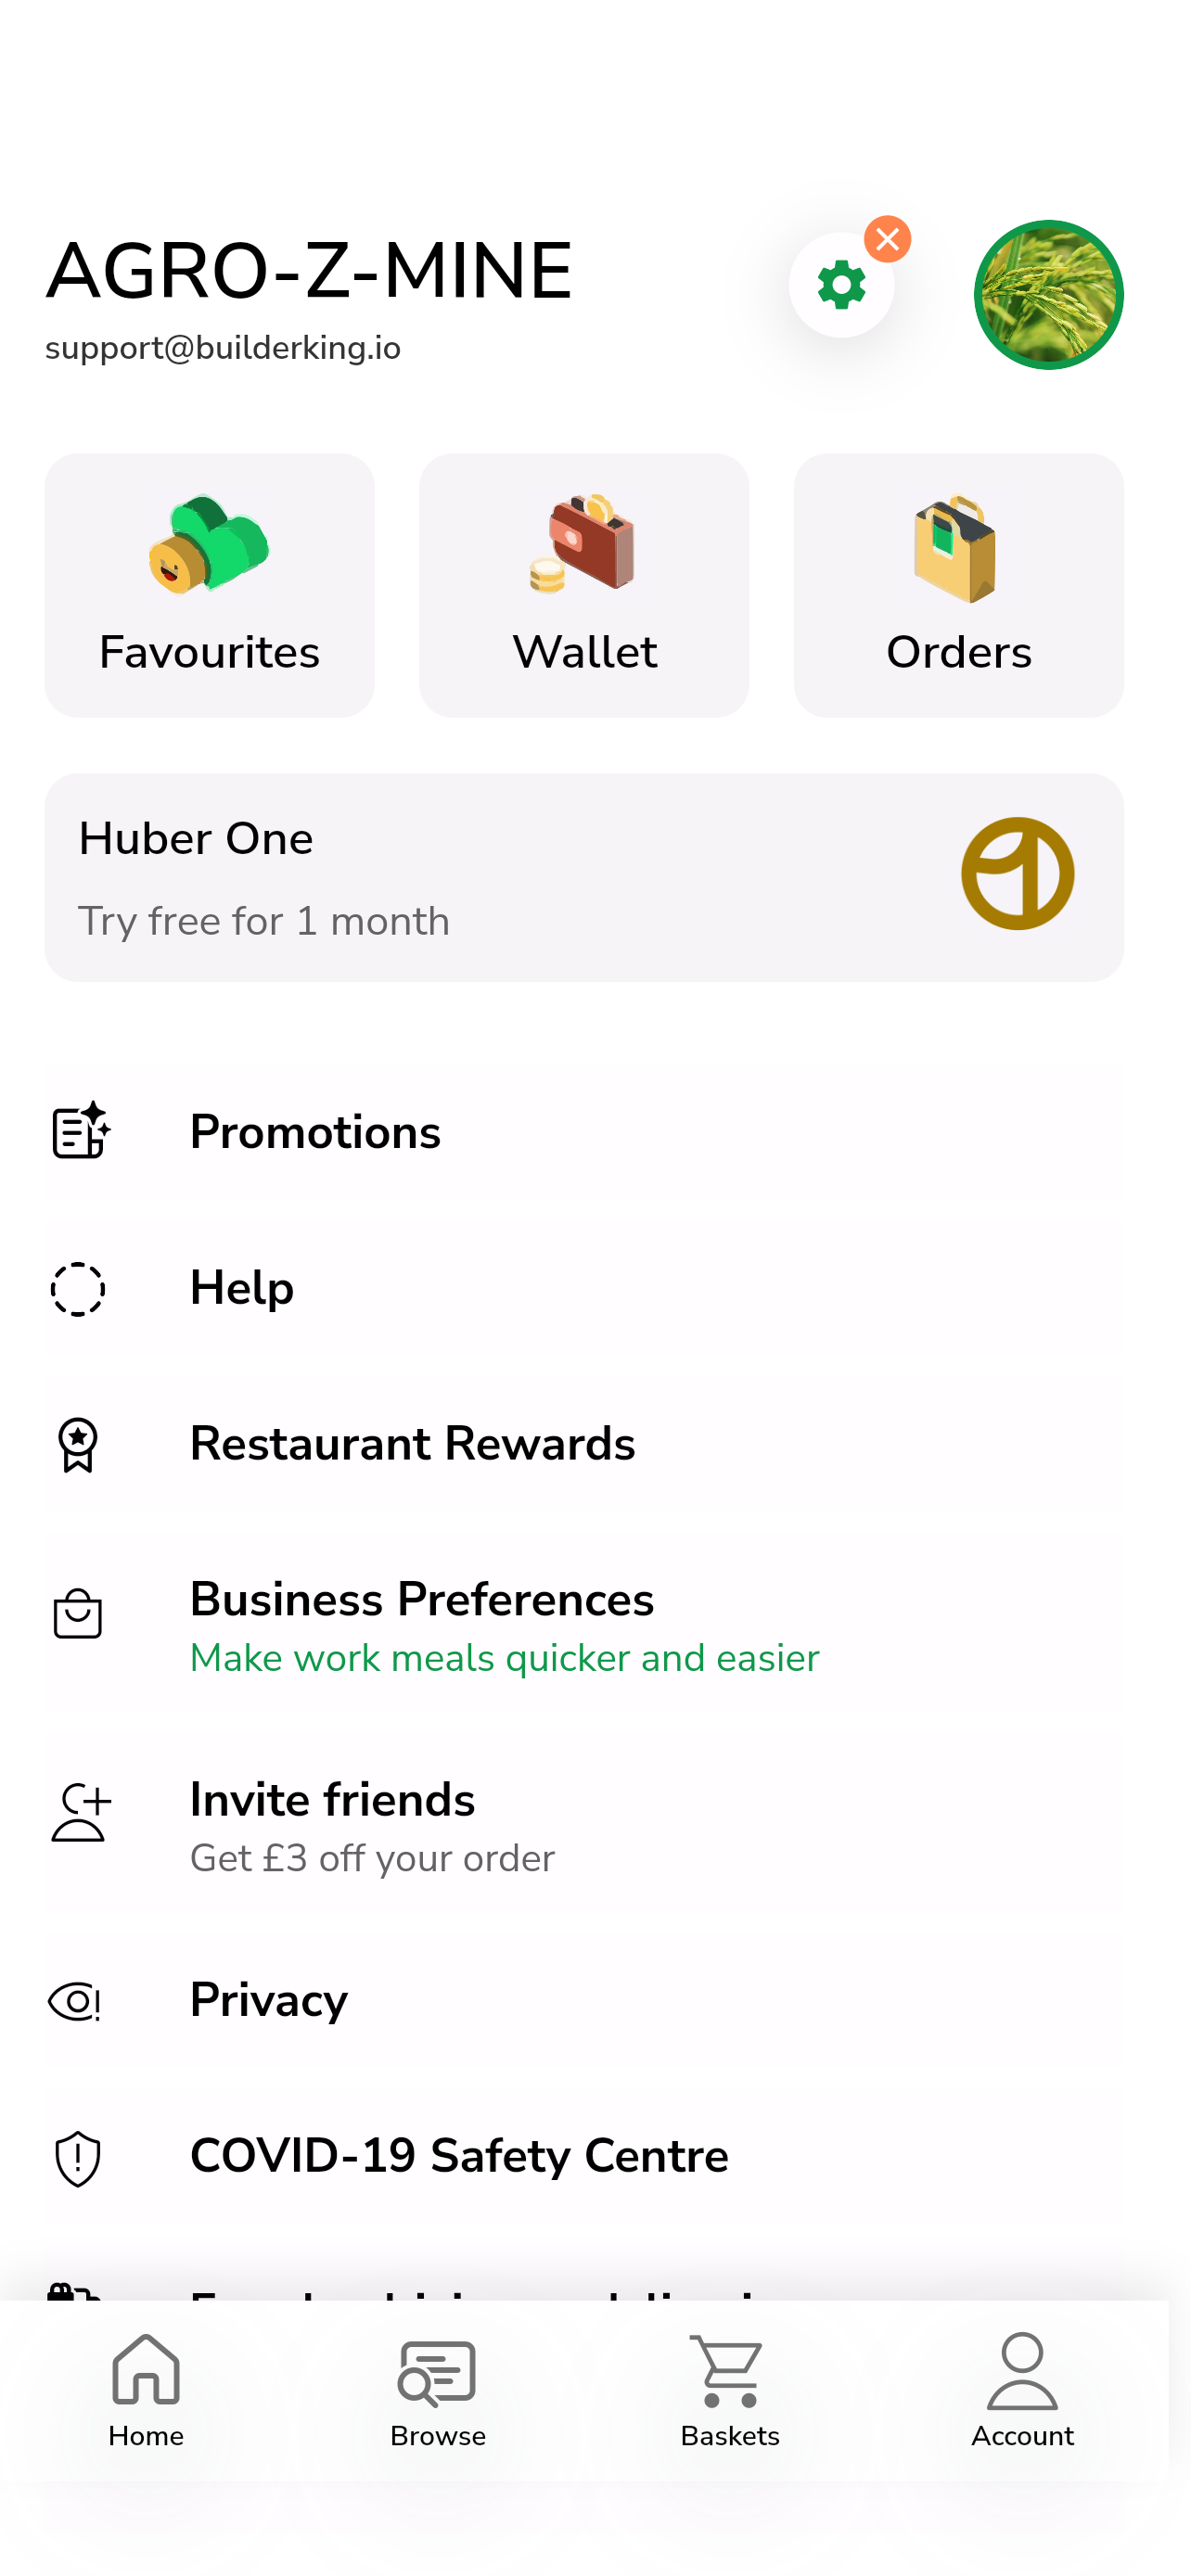 AGRO-Z-MINE
support@builderking.io
Favourites
Wallet
Orders
Huber One
Try free for 1 month
Promotions
Help
Restaurant Rewards
Business Preferences
Make work meals quicker and easier
Invite friends
Get £3 off your order
Privacy
COVID-19 Safety Centre
Home
Browse
Baskets
Account